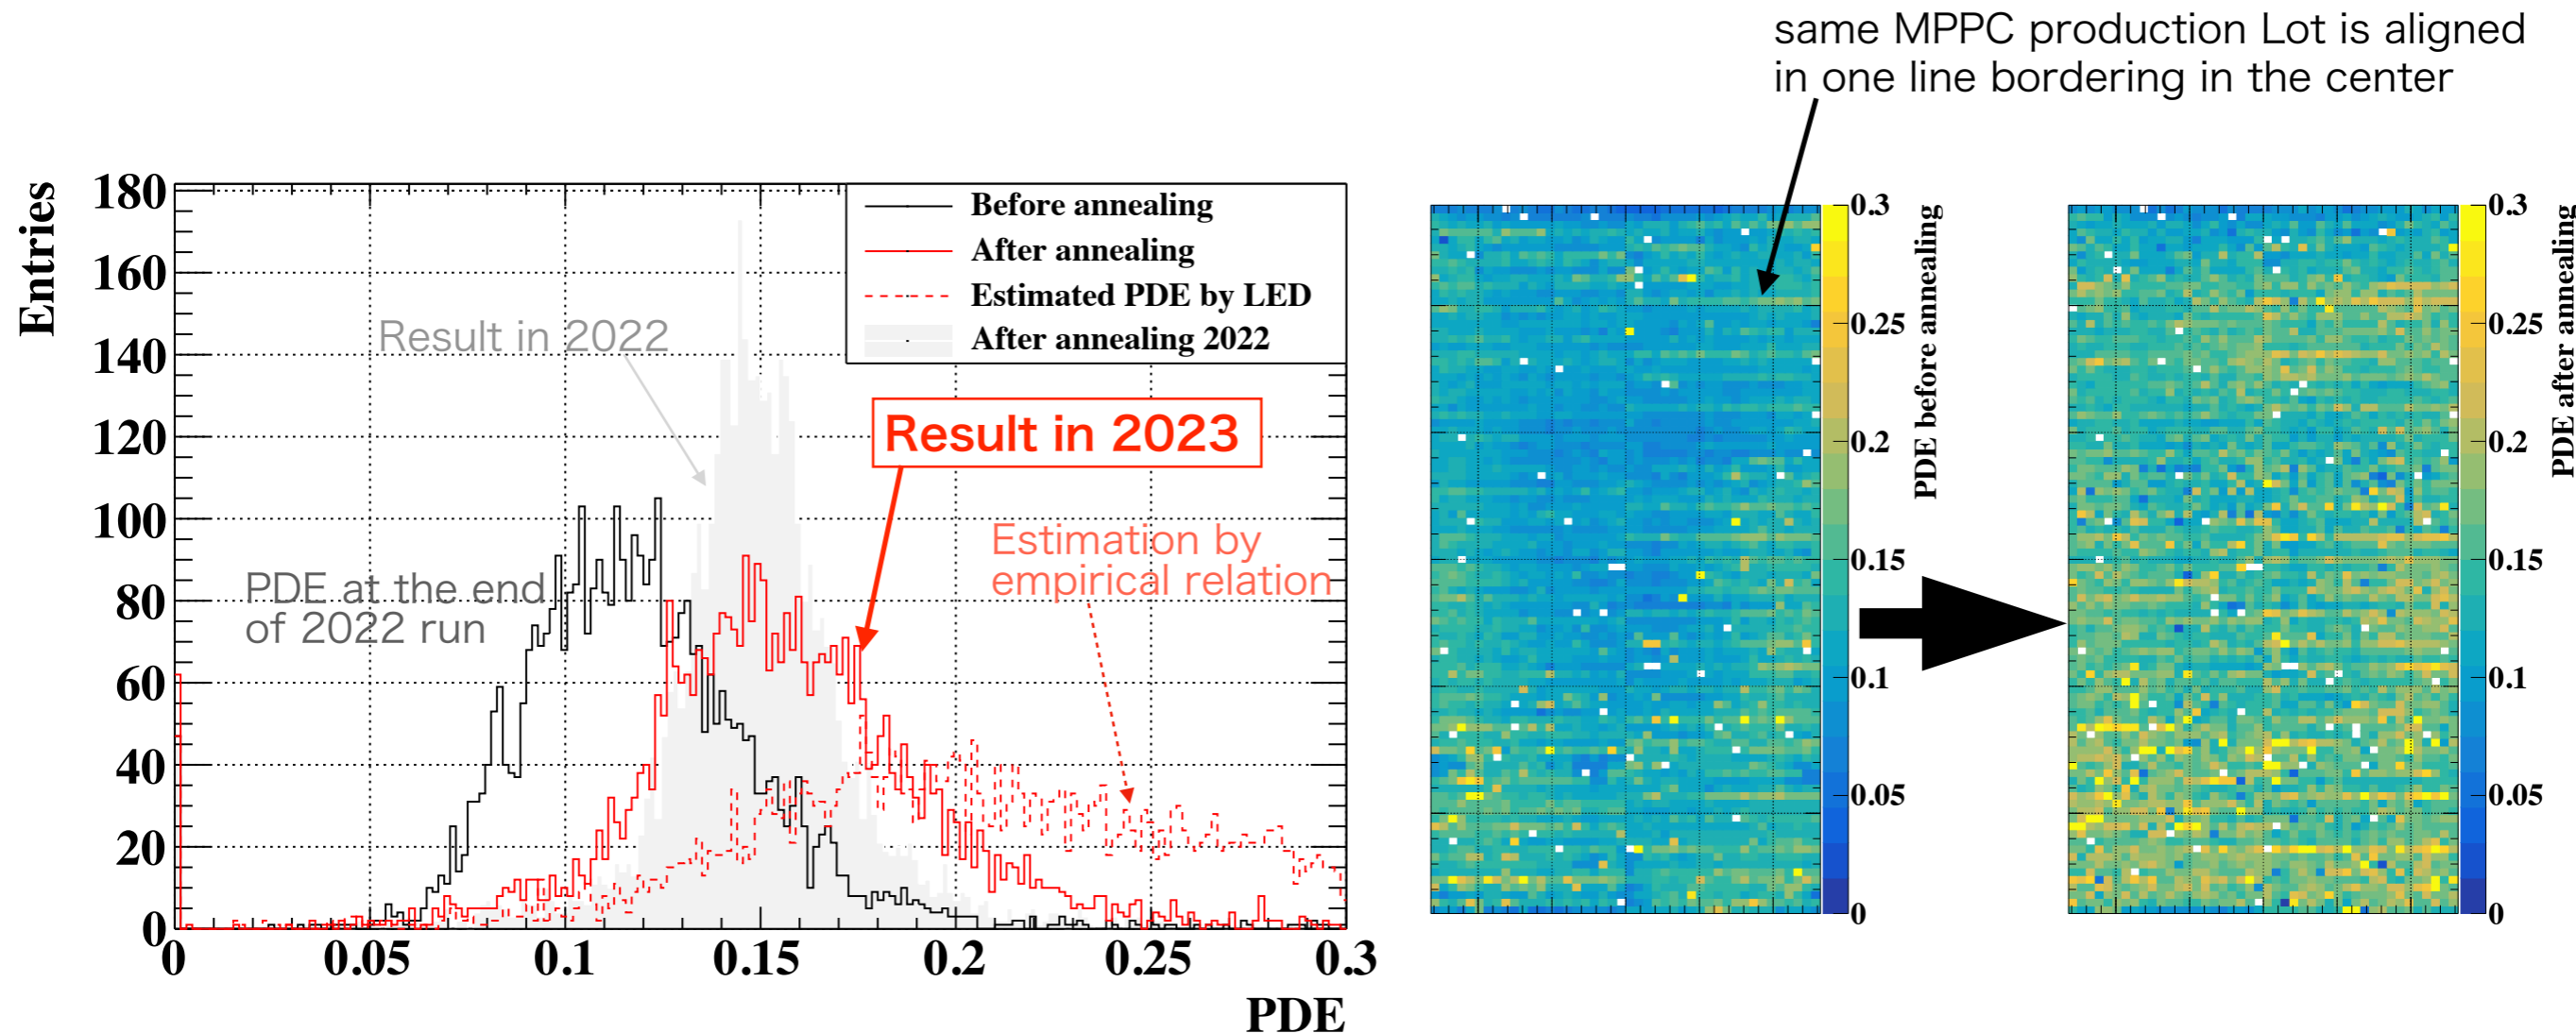 same MPPC production Lot is aligned
in one line bordering in the center
Entries
180
160
140
120
100
80
60
40
20
0
0
0.05
0.1
0.15
0.2
0.25
0.3
PDE
Before annealing
After annealing
Estimated PDE by LED
After annealing 2022
Result in 2022
Result in 2023
PDE at the end
of 2022 run
Estimation by
empirical relation
0.3
0.25
0.2
0.15
0.1
0.05
0
PDE before annealing
0.3
0.25
0.2
0.15
0.1
0.05
0
PDE after annealing